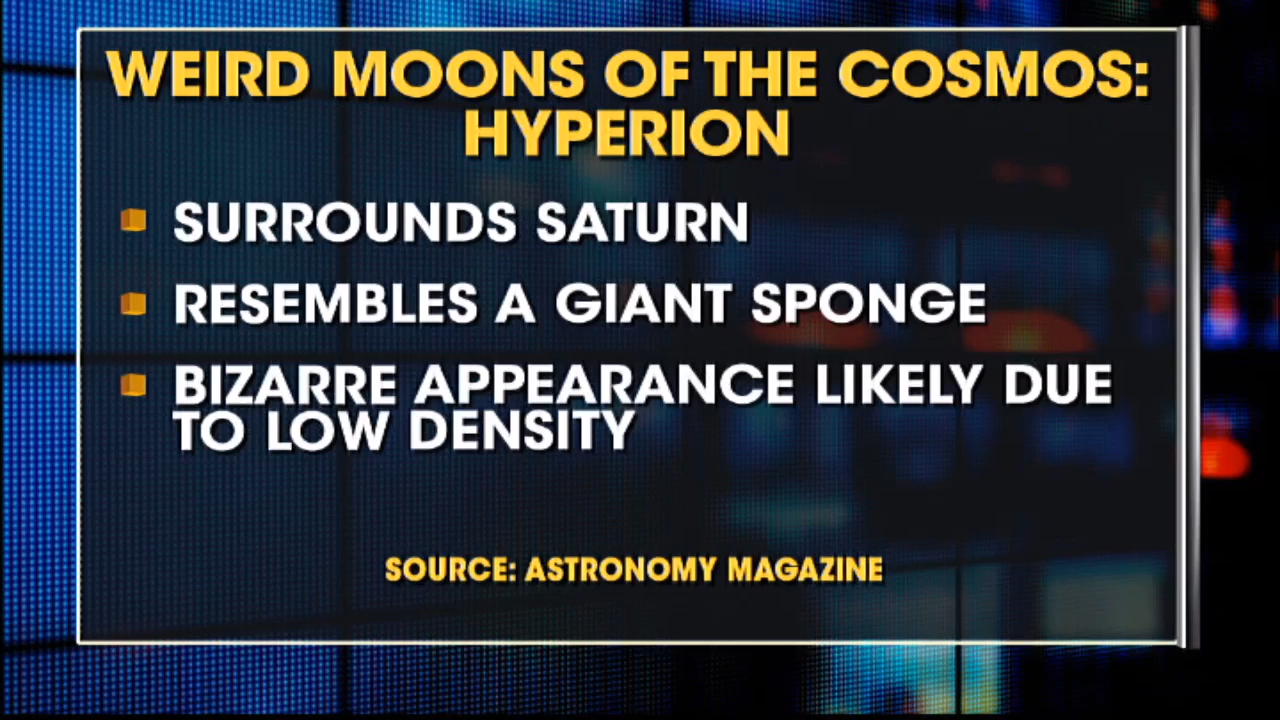 WEIRD MOONS OF THE COSMOS:
HYPERION
SURROUNDS SATURN
RESEMBLES A GIANT SPONGE
BIZARRE APPEARANCE LIKELY DUE
TO LOW DENSITY
SOURCE: ASTRONOMY MAGAZINE